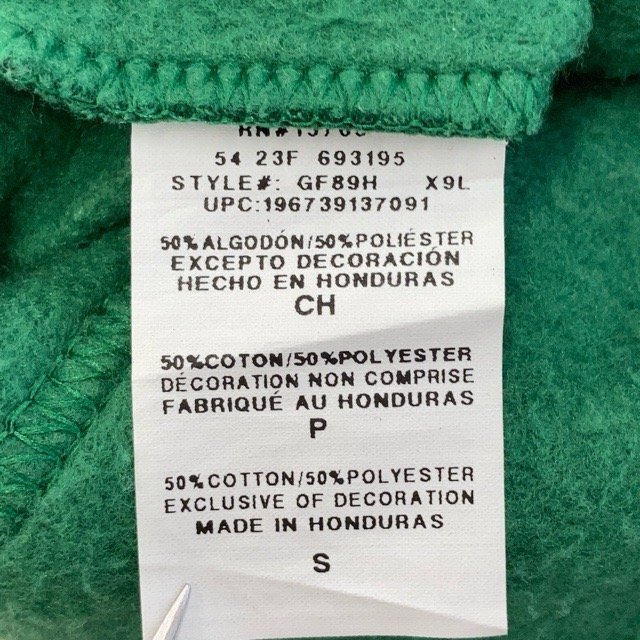 54 23F 693195
STYLE#: GF89H X9L
UPC:196739137091
50%ALGODÓN/50%POLIÉSTER
EXCEPTO DECORACIÓN
HECHO EN HONDURAS
CH
50%COTON/50%POLYESTER
DÉCORATION NON COMPRISE
FABRIQUÉ AU HONDURAS
P
50%COTTON/50%POLYESTER
EXCLUSIVE OF DECORATION
MADE IN HONDURAS
S